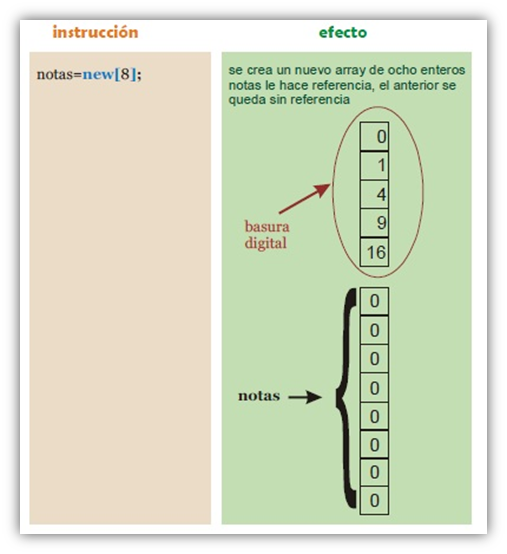 instrucción
efecto
notas=new[8];
se crea un nuevo array de ocho enteros
notas le hace referencia, el anterior se
queda sin referencia
0
1
4
9
16
basura
digital
0
0
0
0
0
0
0
0
notas